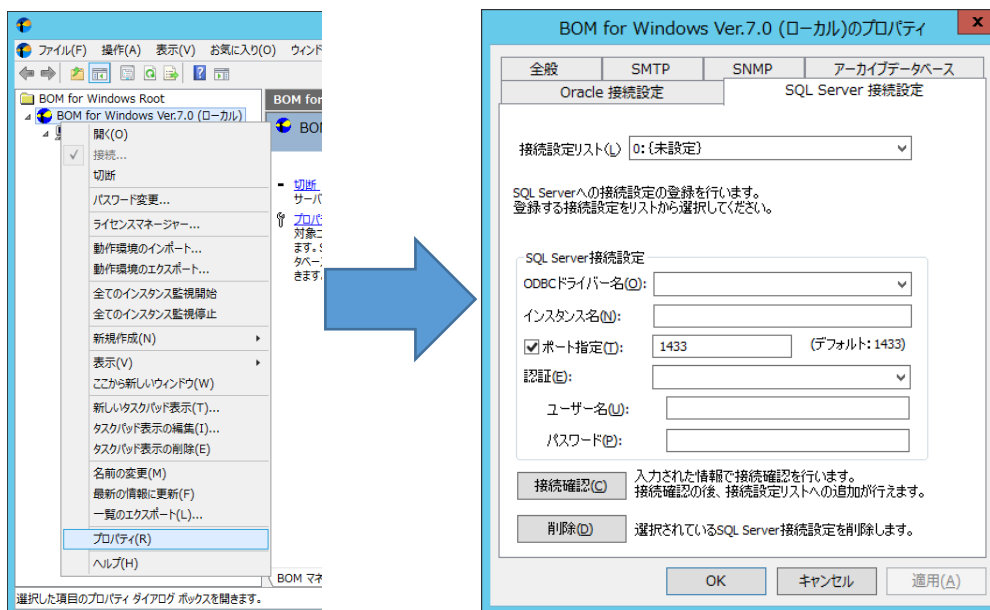 ファイル(F) 操作(A) 表示(V) お気に入り(O) ウィンド
BOM for Windows Root
BOM for Windows Ver.7.0 (ローカル)
開く(O)
接続...
切断
パスワード変更...
ライセンスマネージャー...
動作環境のインポート...
動作環境のエクスポート...
全てのインスタンス監視開始
全てのインスタンス監視停止
新規作成(N)
表示(V)
ここから新しいウィンドウ(W)
新しいタスクパッド表示(T)...
タスクパッド表示の編集(I)...
タスクパッド表示の削除(E)
名前の変更(M)
最新の情報に更新(F)
一覧のエクスポート(L)...
プロパティ(R)
ヘルプ(H)
BOM for
BOM
切断
サーバ
プロパテ
対象コ
ます。S
タベース
きます。
BOM マネ
選択した項目のプロパティ ダイアログ ボックスを開きます。
BOM for Windows Ver.7.0 (ローカル)のプロパティ
x
全般 SMTP SNMP アーカイブデータベース
Oracle 接続設定 SQL Server 接続設定
接続設定リスト(L) 0:{未設定}
SQL Serverへの接続設定の登録を行います。
登録する接続設定をリストから選択してください。
SQL Server接続設定
ODBCドライバー名(O):
インスタンス名(N):
ポート指定(T): 1433 (デフォルト: 1433)
認証(E):
ユーザー名(U):
パスワード(P):
接続確認(C) 入力された情報で接続確認を行います。
接続確認の後、接続設定リストへの追加が行えます。
削除(D) 選択されているSQL Server接続設定を削除します。
OK キャンセル 適用(A)